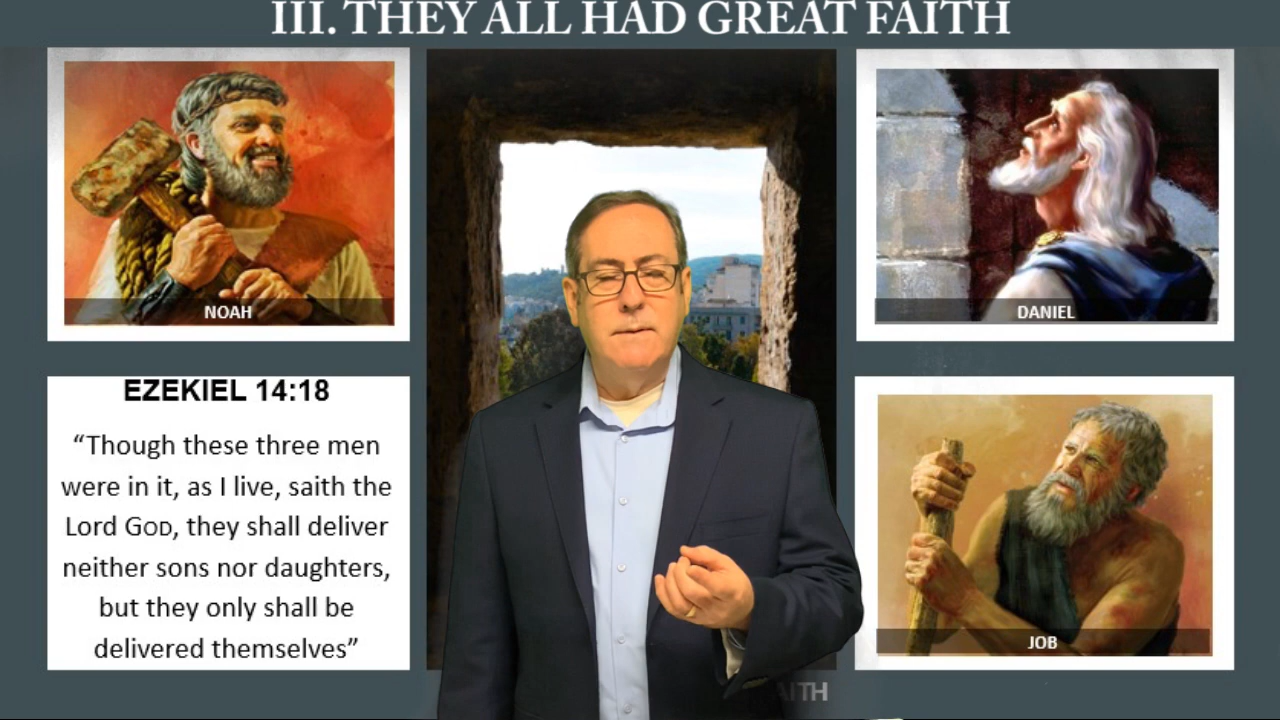 III. THEY ALL HAD GREAT FAITH
NOAH
DANIEL
EZEKIEL 14:18
“Though these three men
were in it, as I live, saith the
Lord GOD, they shall deliver
neither sons nor daughters,
but they only shall be
delivered themselves”
JOB